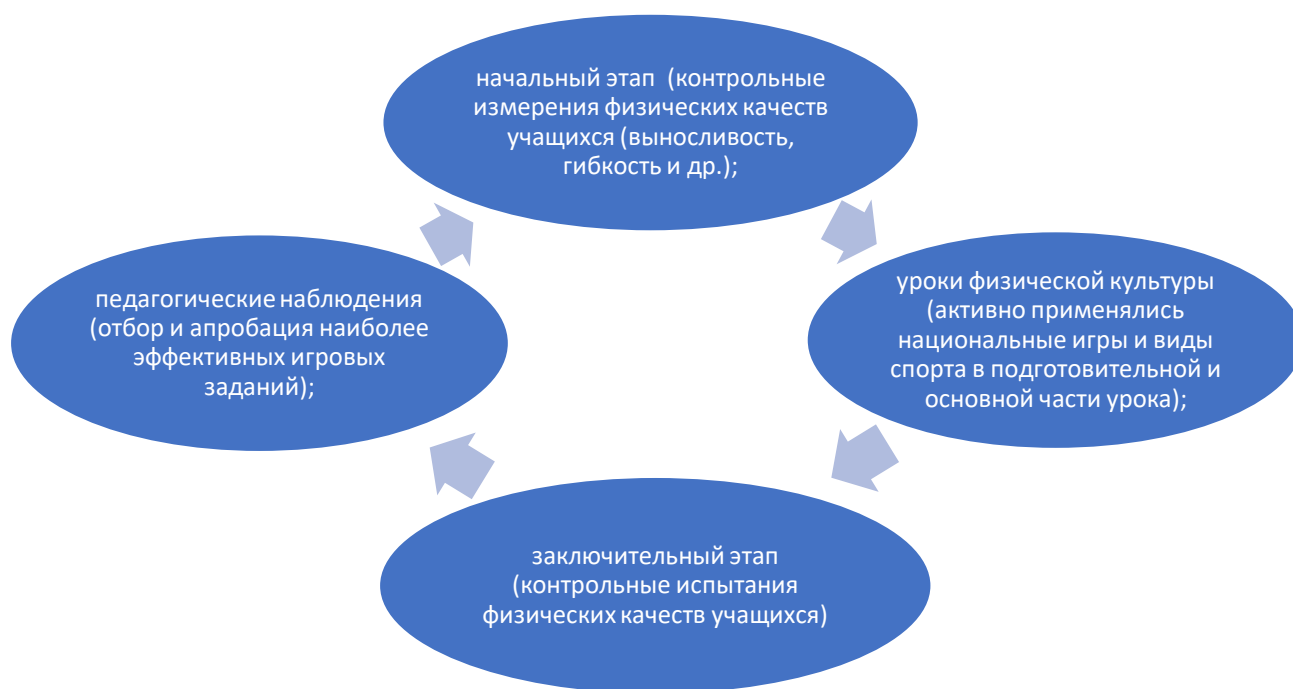 начальный этап (контрольные
измерения физических качеств
учащихся (выносливость,
гибкость и др.);
уроки физической культуры
(активно применялись
национальные игры и виды
спорта в подготовительной и
основной части урока);
заключительный этап
(контрольные испытания
физических качеств учащихся)
педагогические наблюдения
(отбор и апробация наиболее
эффективных игровых
заданий);